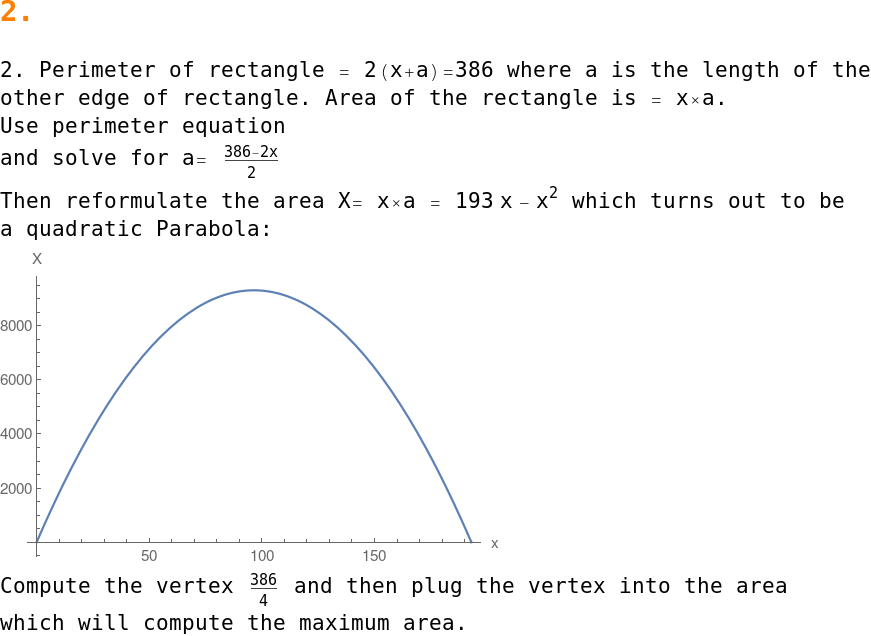 2.
2. Perimeter of rectangle = 2(x+a)=386 where a is the length of the
other edge of rectangle. Area of the rectangle is = x×a.
Use perimeter equation
and solve for a= \frac{386-2x}{2}
Then reformulate the area X= x×a = 193 x - x^2 which turns out to be
a quadratic Parabola:
X
8000
6000
4000
2000
50 100 150 x
Compute the vertex \frac{386}{4} and then plug the vertex into the area
which will compute the maximum area.